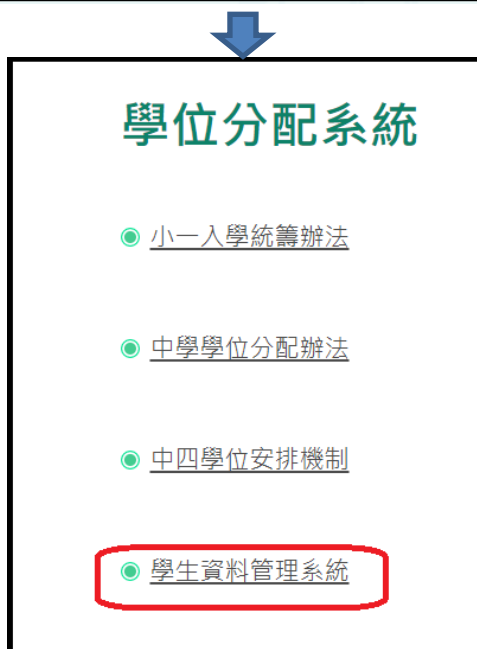 學位分配系統
小一入學統籌辦法
中學學位分配辦法
中四學位安排機制
學生資料管理系統